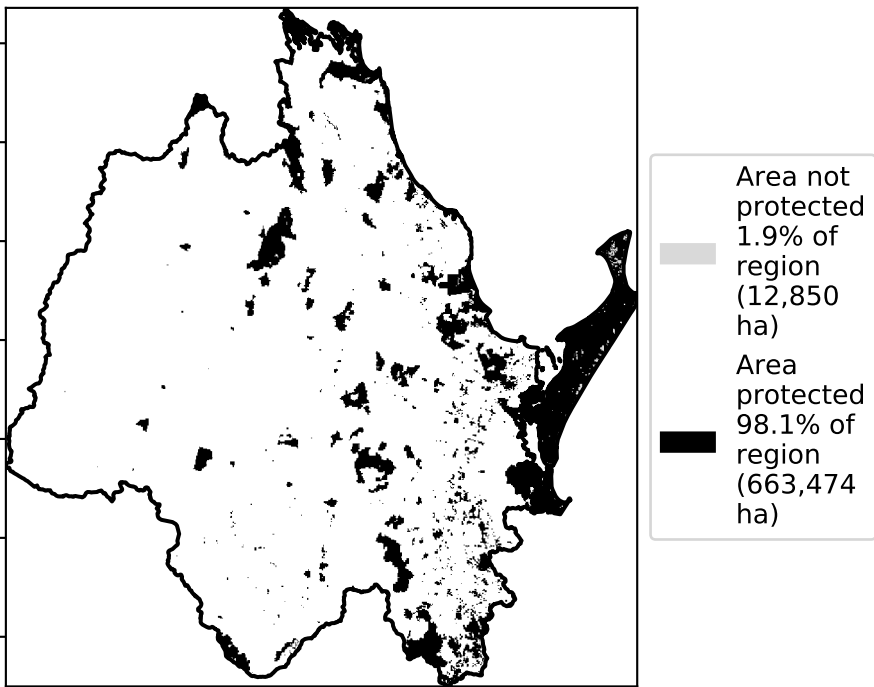 Area not
protected
1.9% of
region
(12,850
ha)
Area
protected
98.1% of
region
(663,474
ha)